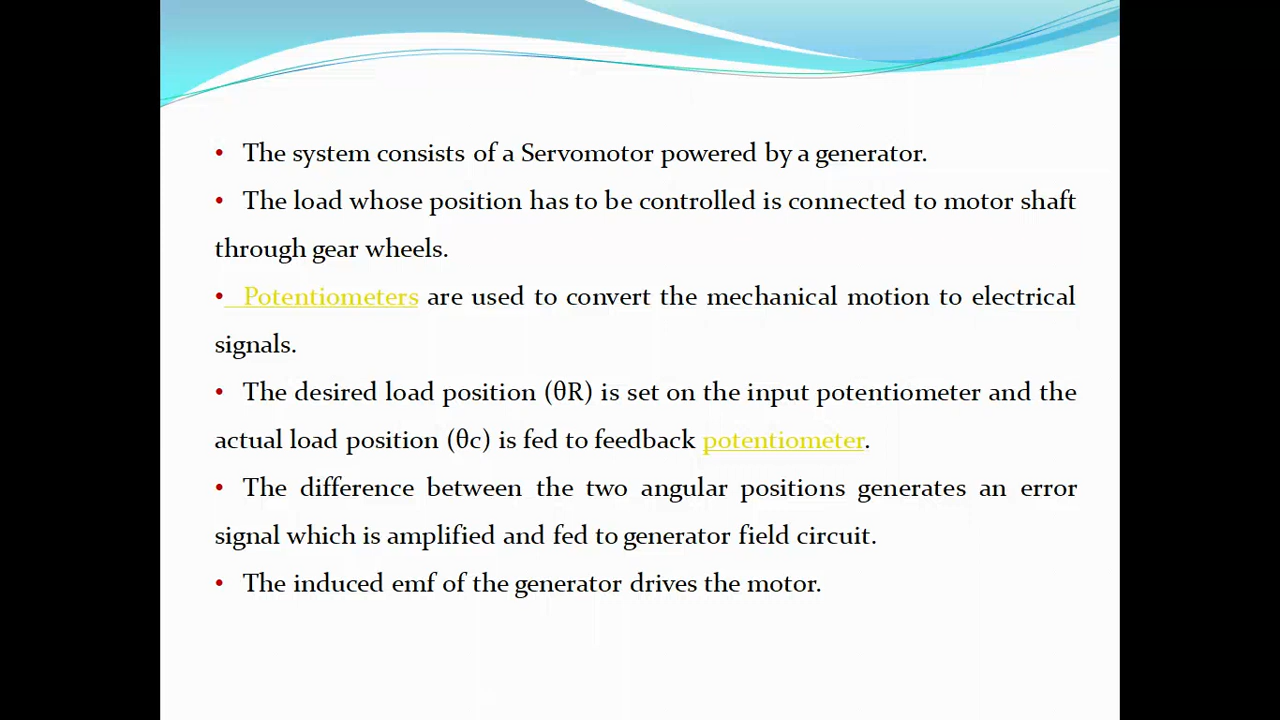 • The system consists of a Servomotor powered by a generator.
• The load whose position has to be controlled is connected to motor shaft
through gear wheels.
• Potentiometers are used to convert the mechanical motion to electrical
signals.
• The desired load position (θR) is set on the input potentiometer and the
actual load position (θc) is fed to feedback potentiometer.
• The difference between the two angular positions generates an error
signal which is amplified and fed to generator field circuit.
• The induced emf of the generator drives the motor.